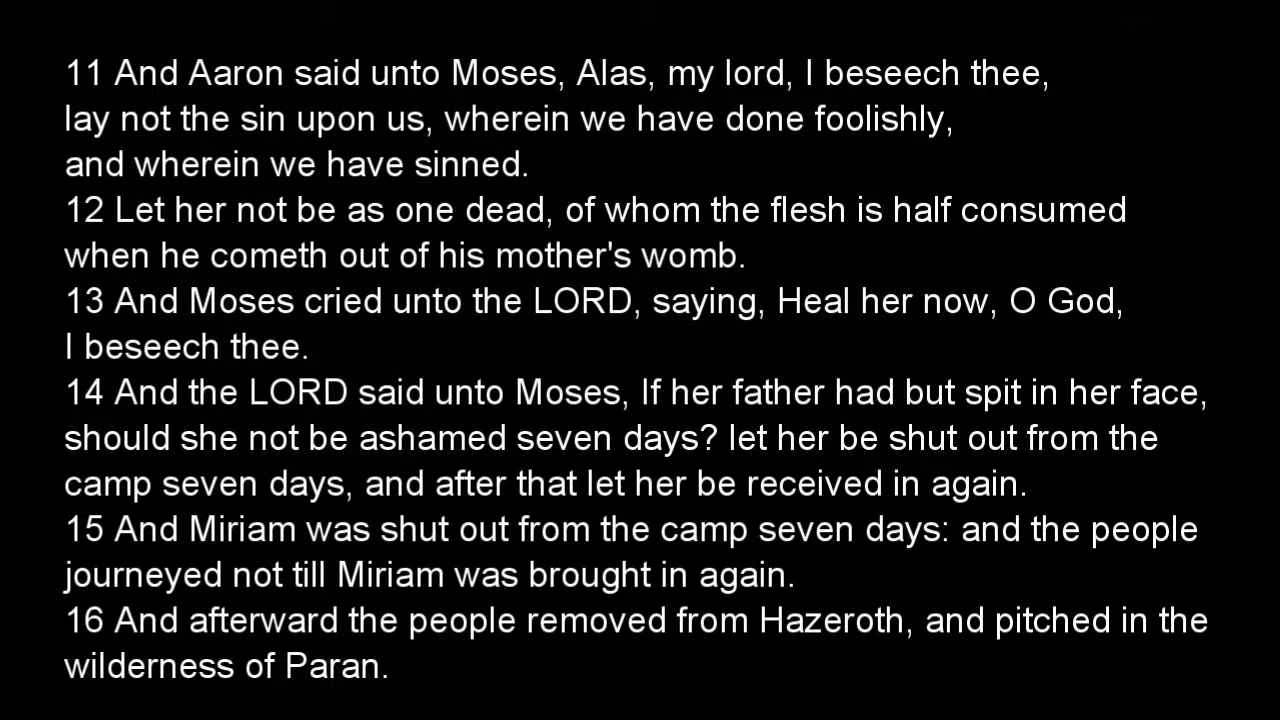 11 And Aaron said unto Moses, Alas, my lord, I beseech thee,
lay not the sin upon us, wherein we have done foolishly,
and wherein we have sinned.
12 Let her not be as one dead, of whom the flesh is half consumed
when he cometh out of his mother's womb.
13 And Moses cried unto the LORD, saying, Heal her now, O God,
I beseech thee.
14 And the LORD said unto Moses, If her father had but spit in her face,
should she not be ashamed seven days? let her be shut out from the
camp seven days, and after that let her be received in again.
15 And Miriam was shut out from the camp seven days: and the people
journeyed not till Miriam was brought in again.
16 And afterward the people removed from Hazeroth, and pitched in the
wilderness of Paran.